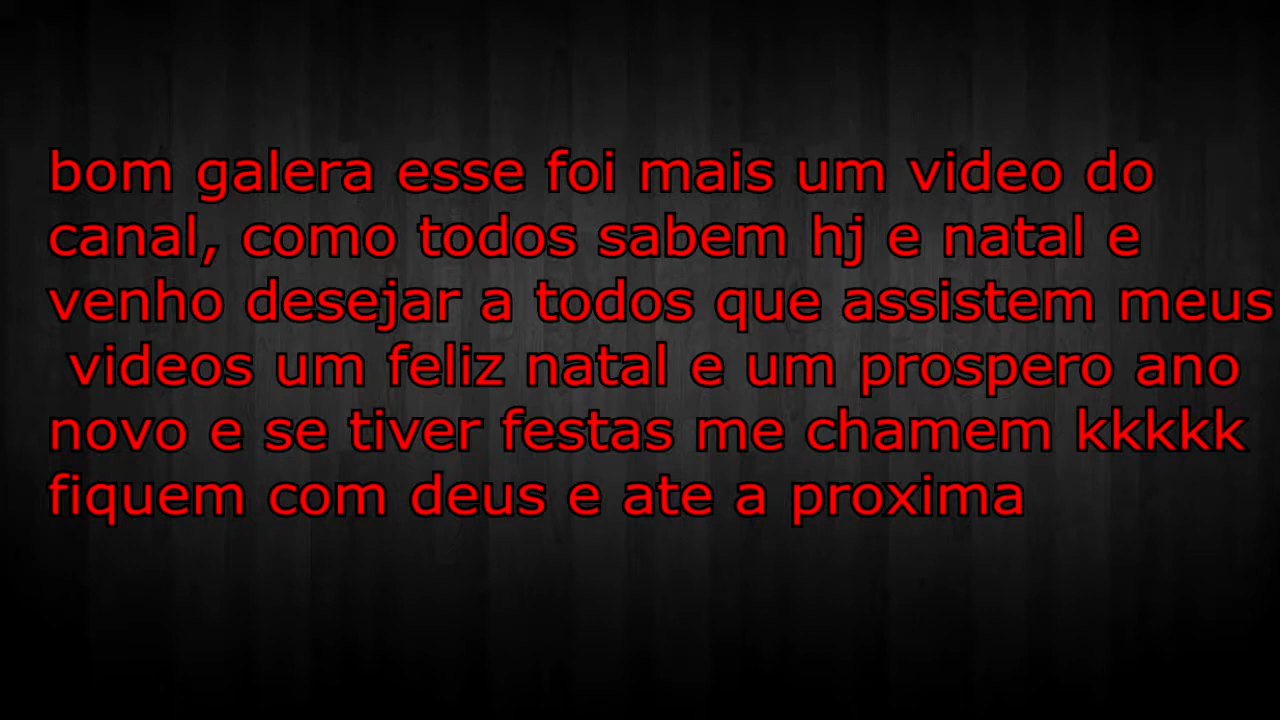 bom galera esse foi mais um video do
canal, como todos sabem hj e natal e
venho desejar a todos que assistem meus
videos um feliz natal e um prospero ano
novo e se tiver festas me chamem kkkkk
fiquem com deus e ate a proxima